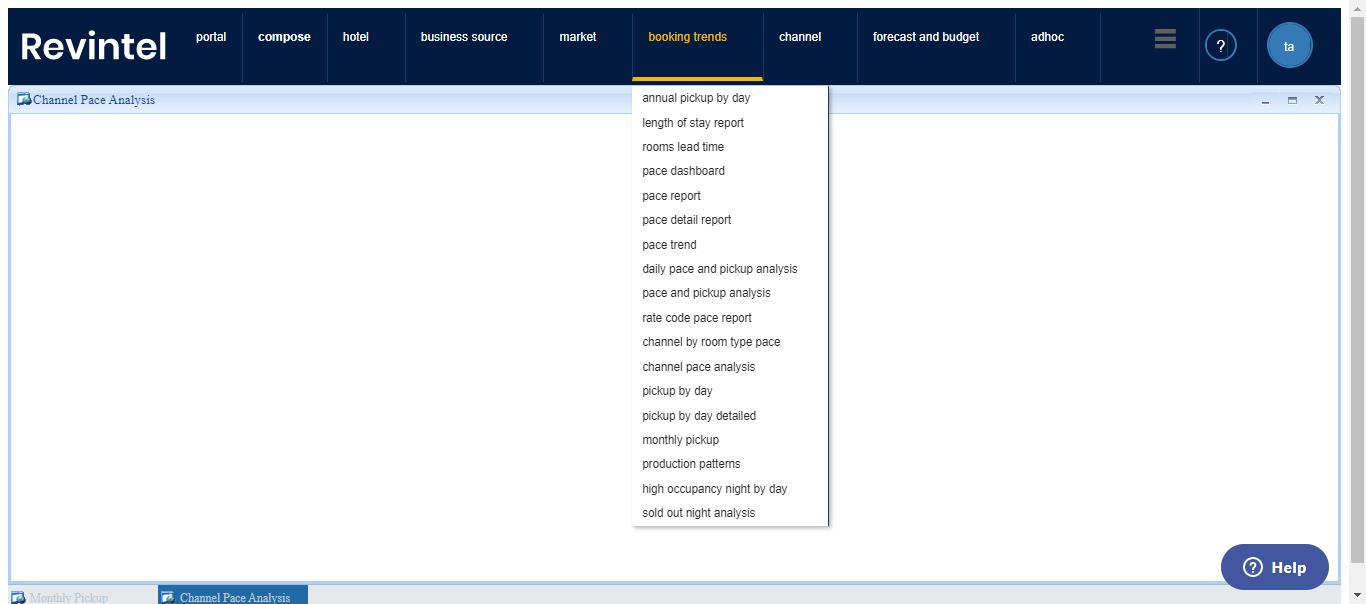 Revintel
portal
compose
hotel
business source
market
booking trends
channel
forecast and budget
adhoc
?
ta
Channel Pace Analysis
annual pickup by day
length of stay report
rooms lead time
pace dashboard
pace report
pace detail report
pace trend
daily pace and pickup analysis
pace and pickup analysis
rate code pace report
channel by room type pace
channel pace analysis
pickup by day
pickup by day detailed
monthly pickup
production patterns
high occupancy night by day
sold out night analysis
? Help
Monthly Pickup
Channel Pace Analysis